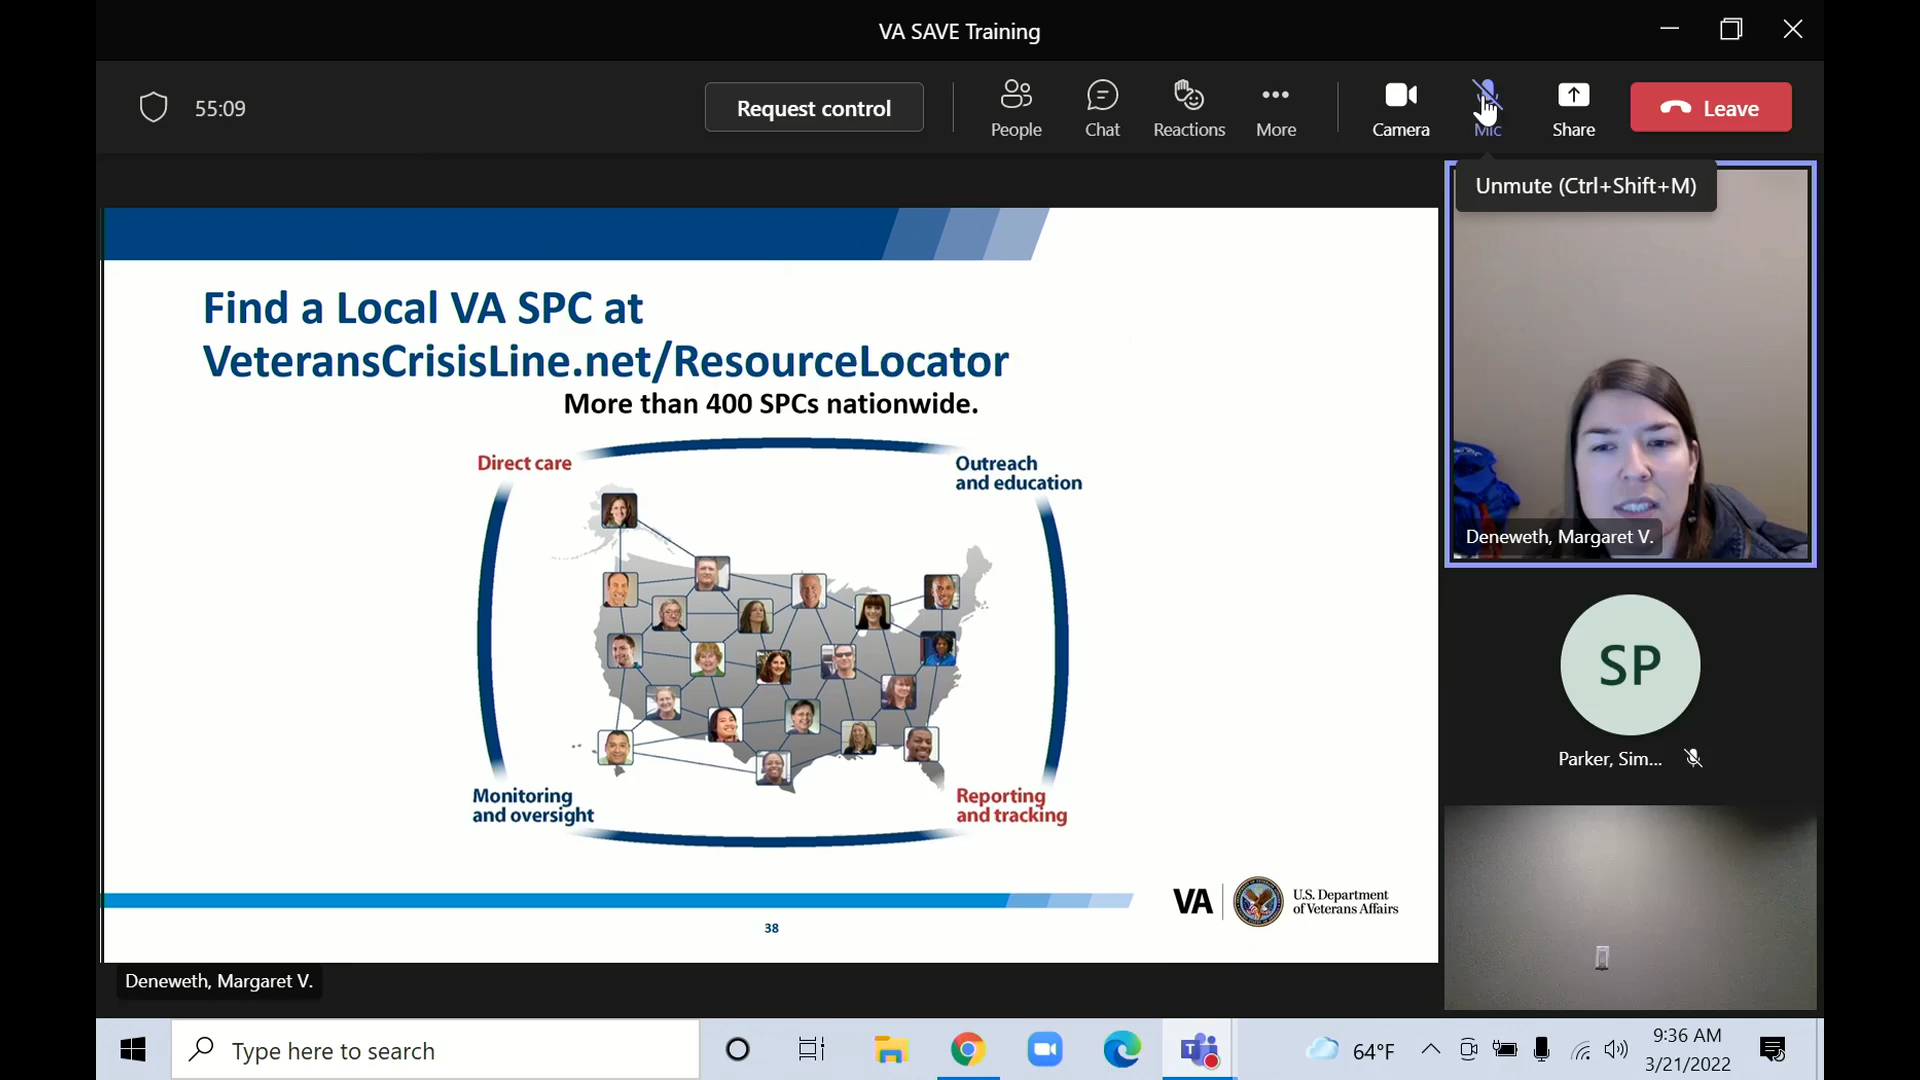 VA SAVE Training
55:09
Request control
People
Chat
Reactions
More
Camera
Mic
Share
Leave
Unmute (Ctrl+Shift+M)
Find a Local VA SPC at
VeteransCrisisLine.net/ResourceLocator
More than 400 SPCs nationwide.
Direct care
Outreach
and education
Monitoring
and oversight
Reporting
and tracking
VA
U.S. Department
of Veterans Affairs
38
Deneweth, Margaret V.
SP
Parker, Sim...
Deneweth, Margaret V.
Type here to search
64°F
9:36 AM
3/21/2022